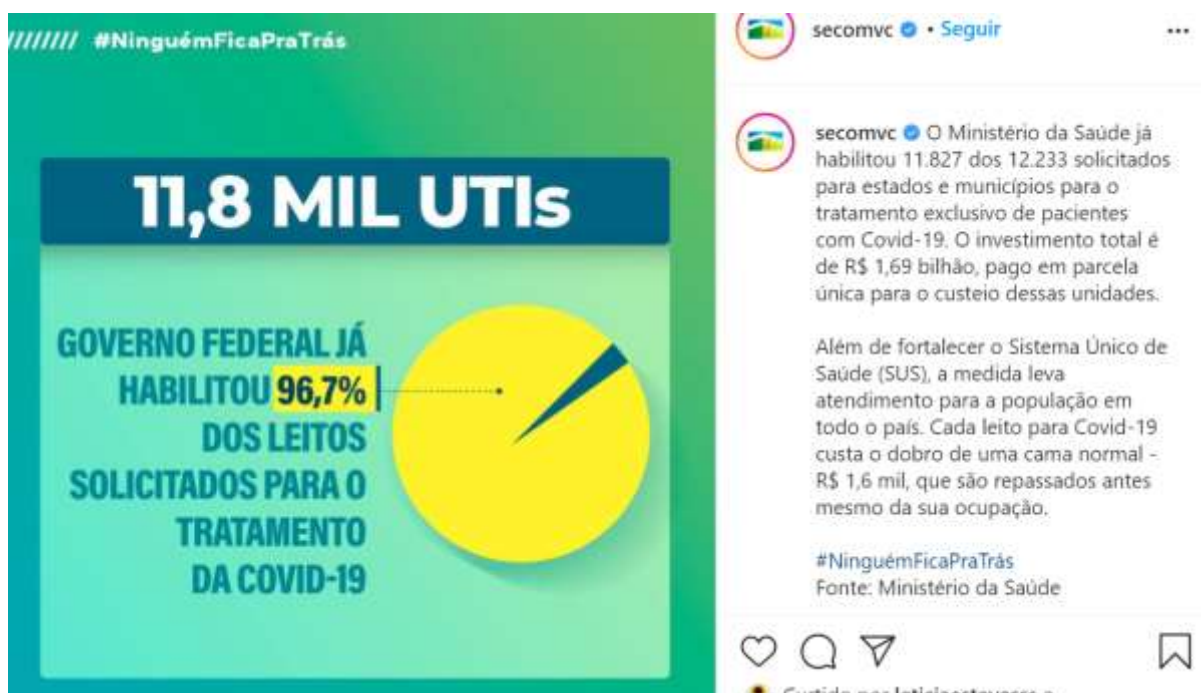 //////// #NinguémFicaPraTrás
11,8 MIL UTIs
GOVERNO FEDERAL JÁ
HABILITOU 96,7%
DOS LEITOS
SOLICITADOS PARA O
TRATAMENTO
DA COVID-19
secomvc • Seguir
...
secomvc O Ministério da Saúde já
habilitou 11.827 dos 12.233 solicitados
para estados e municípios para o
tratamento exclusivo de pacientes
com Covid-19. O investimento total é
de R$ 1,69 bilhão, pago em parcela
única para o custeio dessas unidades.
Além de fortalecer o Sistema Único de
Saúde (SUS), a medida leva
atendimento para a população em
todo o país. Cada leito para Covid-19
custa o dobro de uma cama normal -
R$ 1,6 mil, que são repassados antes
mesmo da sua ocupação.
#NinguémFicaPraTrás
Fonte: Ministério da Saúde
Curtido por